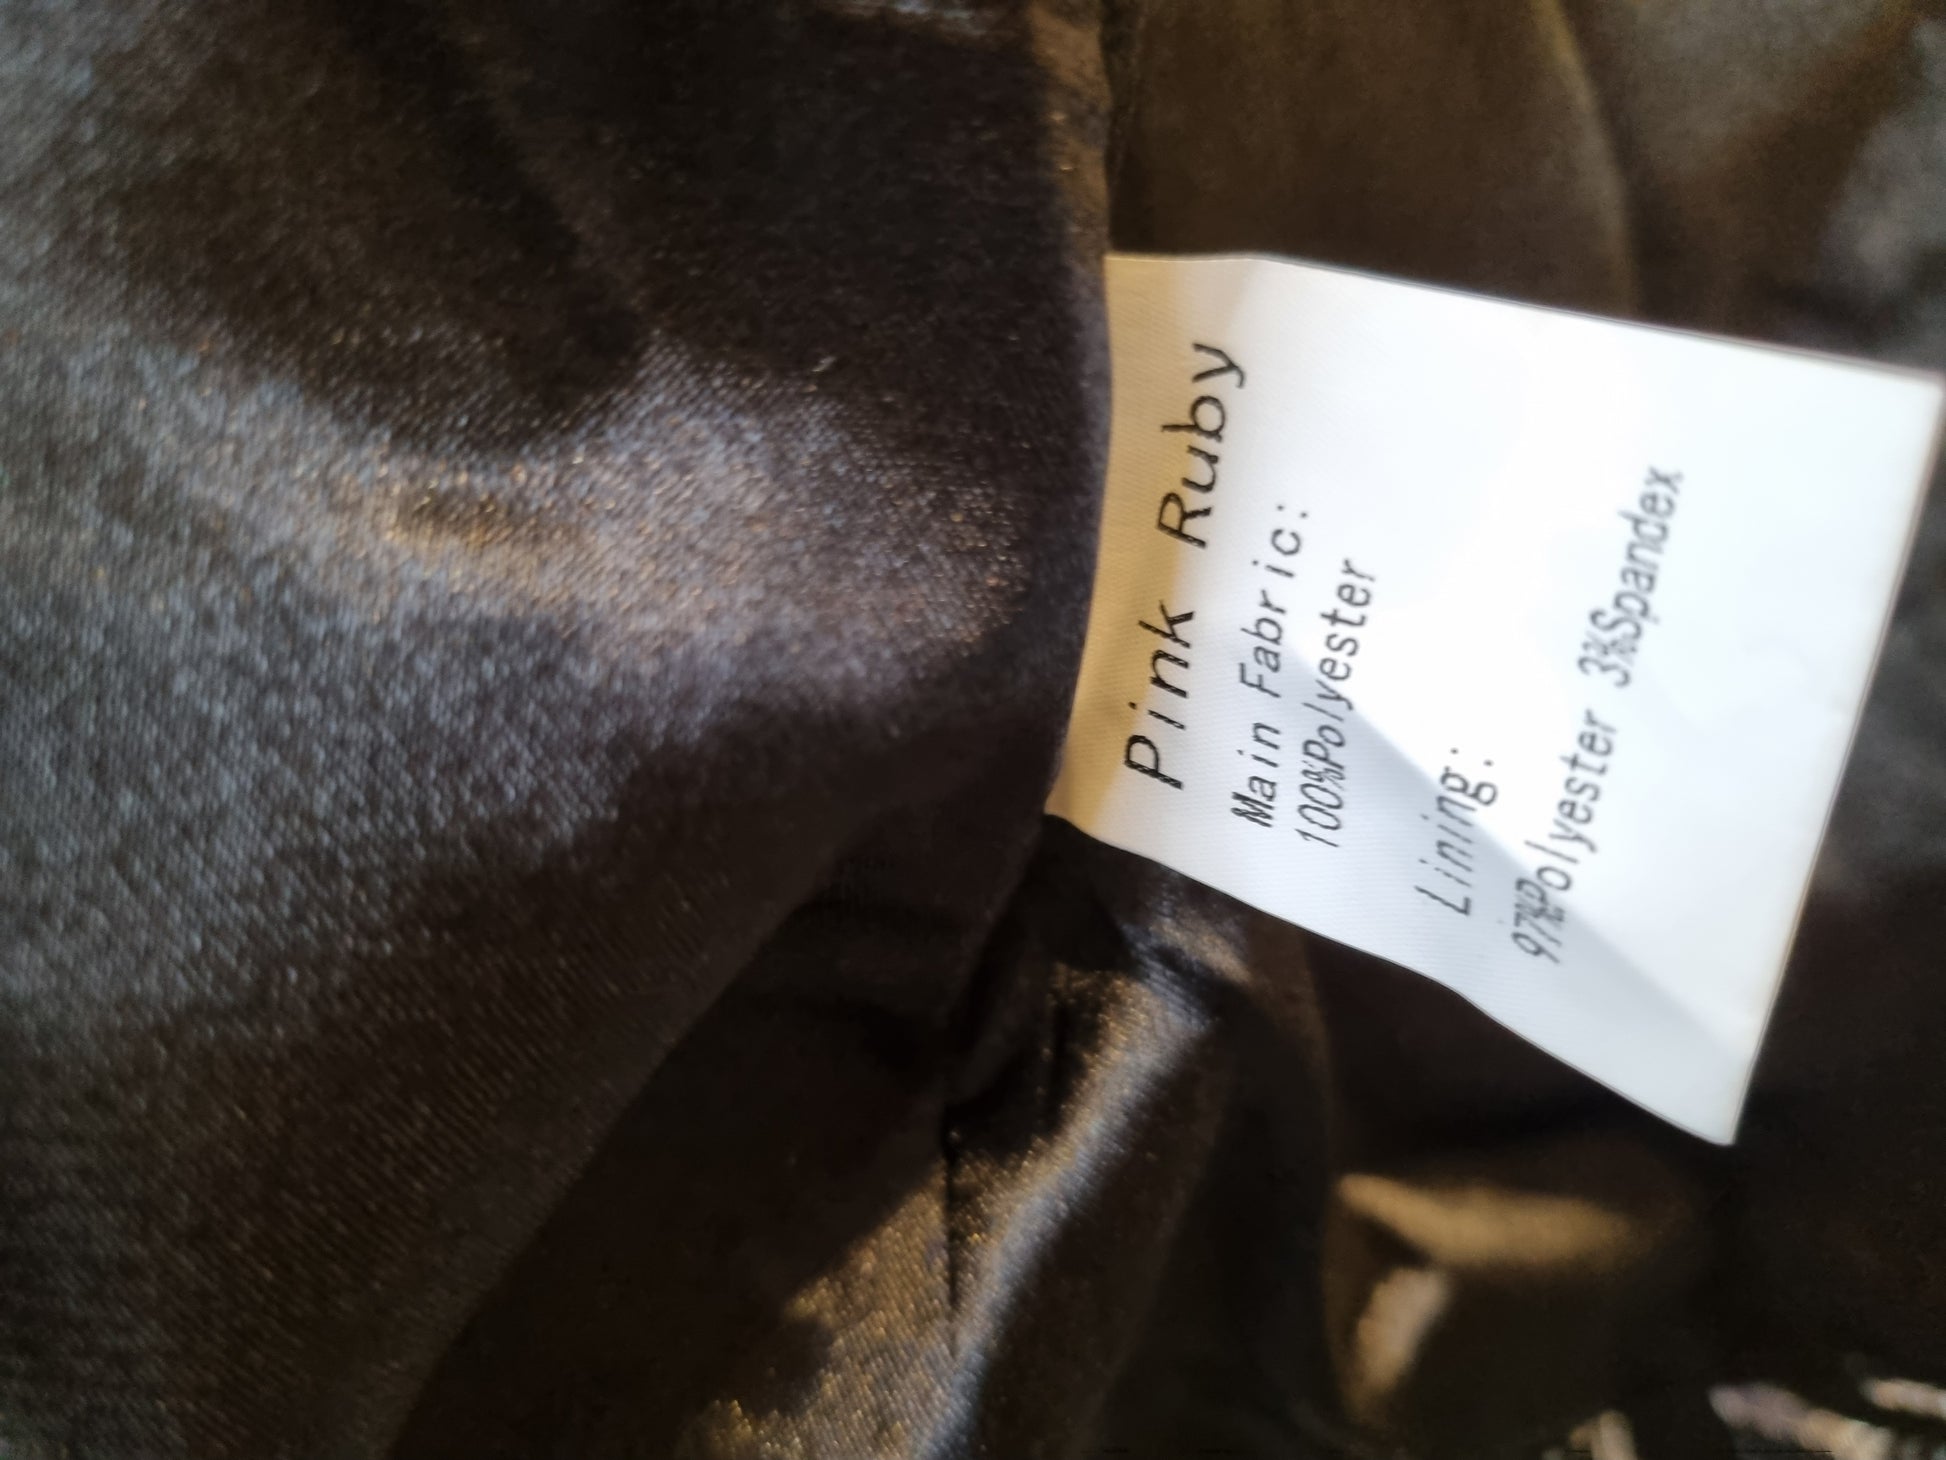 Pink Ruby
Main Fabric:
100%Polyester
Lining:
97%Polyester 3%Spandex